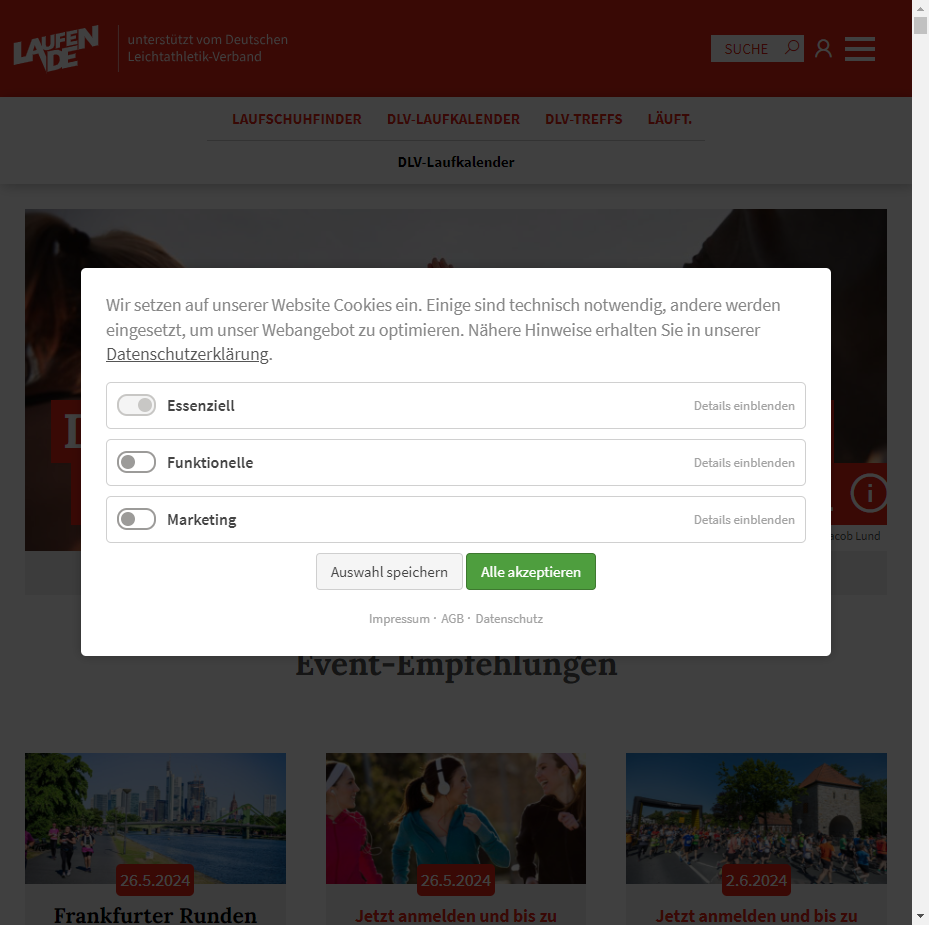 LAUFEN
DE
unterstützt vom Deutschen
Leichtathletik-Verband
SUCHE
LAUFSCHUHFINDER DLV-LAUFKALENDER DLV-TREFFS LÄUFT.
DLV-Laufkalender
Wir setzen auf unserer Website Cookies ein. Einige sind technisch notwendig, andere werden
eingesetzt, um unser Webangebot zu optimieren. Nähere Hinweise erhalten Sie in unserer
Datenschutzerklärung.
Essenziell Details einblenden
Funktionelle Details einblenden
Marketing Details einblenden
acob Lund
Auswahl speichern Alle akzeptieren
Impressum · AGB · Datenschutz
Event-Empfehlungen
26.5.2024 26.5.2024 2.6.2024
Frankfurter Runden Jetzt anmelden und bis zu Jetzt anmelden und bis zu